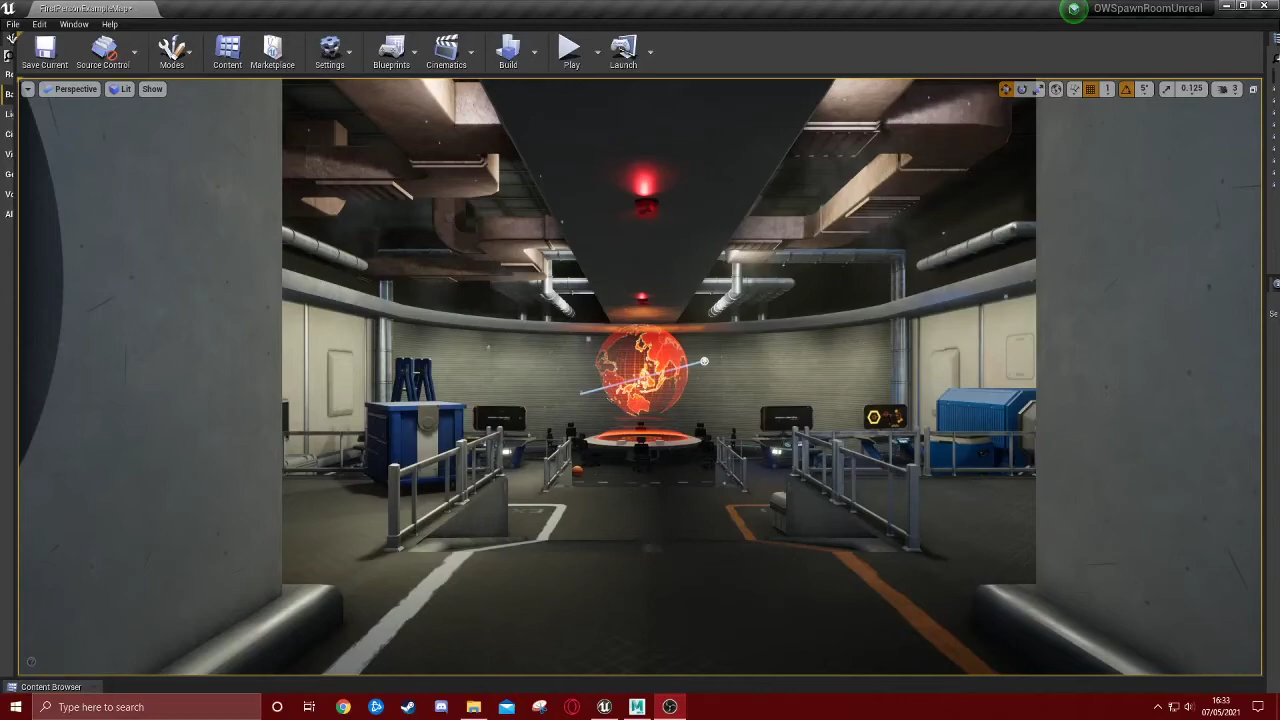 FirstPersonExampleMap*
OWSpawnRoomUnreal
File Edit Window Help
Save Current Source Control Modes Content Marketplace Settings Blueprints Cinematics Build Play Launch
Perspective Lit Show 5° 0.125 3
Content Browser
Type here to search
16:33
07/05/2021